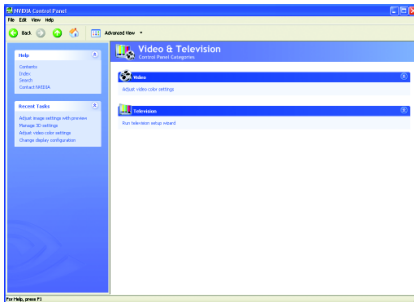 NVIDIA Control Panel
File Edit View Help
Back Advanced View
Help
Contents
Index
Search
Contact NVIDIA
Recent Tasks
Adjust image settings with preview
Manage 3D settings
Adjust video color settings
Change display configuration
Video & Television
Control Panel Categories
Video
Adjust video color settings
Television
Run television setup wizard
For Help, press F1